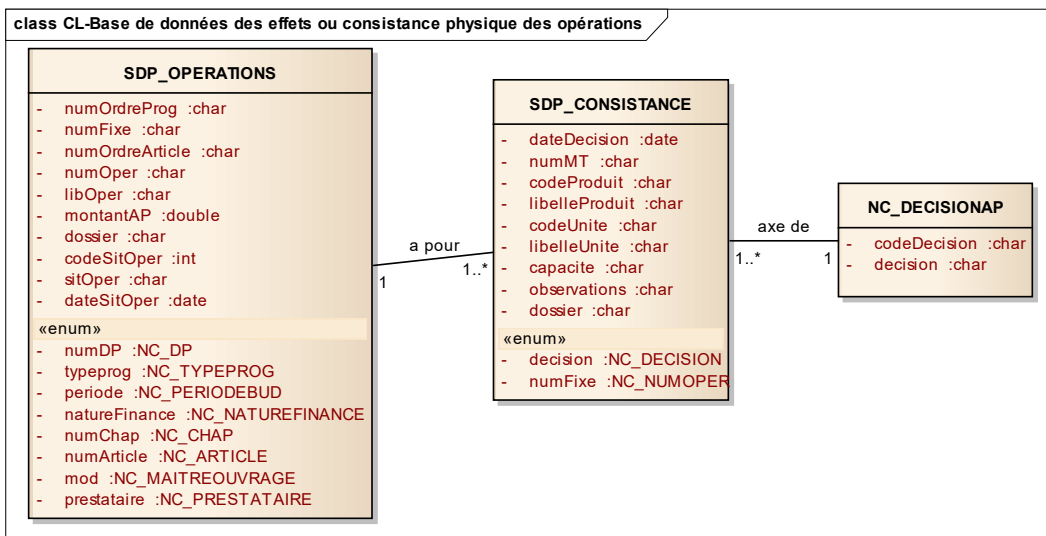 class CL-Base de données des effets ou consistance physique des opérations
SDP_OPERATIONS
- numOrdreProg :char
- numFixe :char
- numOrdreArticle :char
- numOper :char
- libOper :char
- montantAP :double
- dossier :char
- codeSitOper :int
- sitOper :char
- dateSitOper :date
«enum»
- numDP :NC_DP
- typeprog :NC_TYPEPROG
- periode :NC_PERIODEBUD
- natureFinance :NC_NATUREFINANCE
- numChap :NC_CHAP
- numArticle :NC_ARTICLE
- mod :NC_MAITREOUVRAGE
- prestataire :NC_PRESTATAIRE
a pour
1
1..*
SDP_CONSISTANCE
- dateDecision :date
- numMT :char
- codeProduit :char
- libelleProduit :char
- codeUnite :char
- libelleUnite :char
- capacite :char
- observations :char
- dossier :char
«enum»
- decision :NC_DECISION
- numFixe :NC_NUMOPER
axe de
1..*
1
NC_DECISIONAP
- codeDecision :char
- decision :char